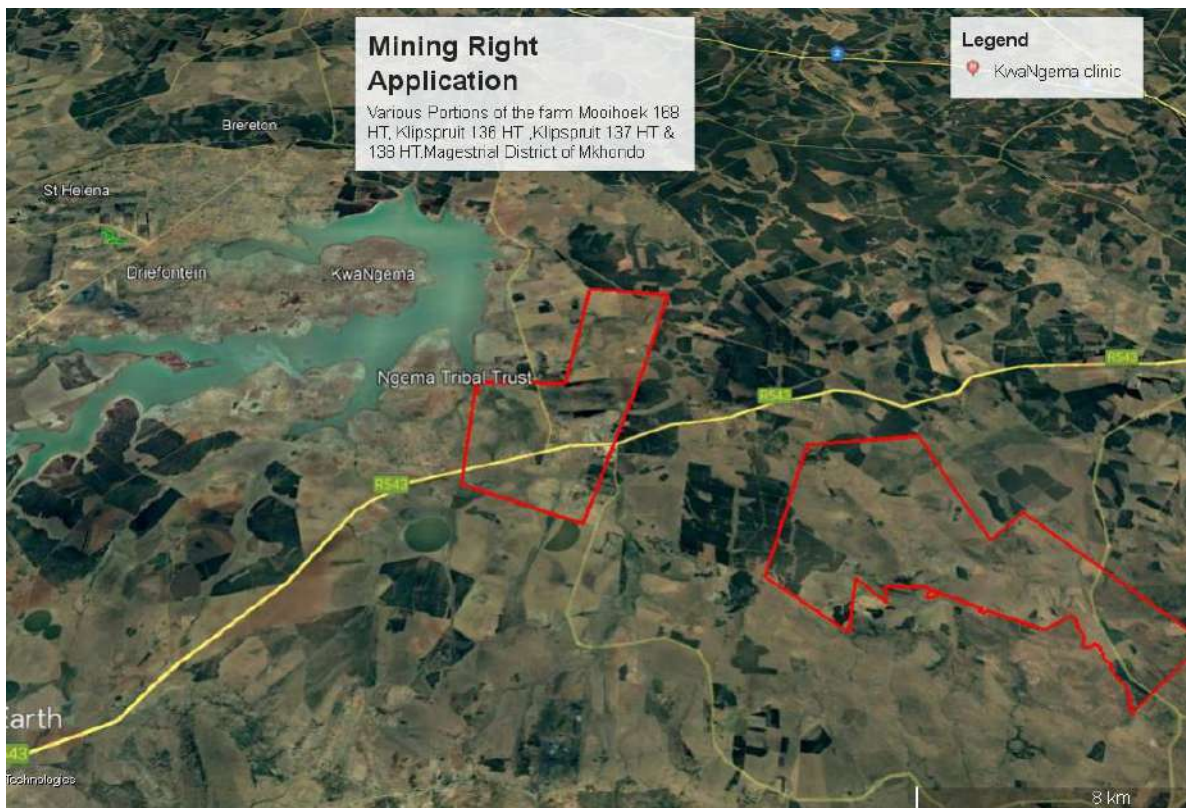 Mining Right
Application
Various Portions of the farm Mooihoek 168
HT, Klipspruit 136 HT ,Klipspruit 137 HT &
138 HT.Magestrial District of Mkhondo
Legend
KwaNgema clinic
Brereton
St Helena
Driefontein
KwaNgema
Ngema Tribal Trust
R543
R543
R543
Earth
543
Technologies
8 km